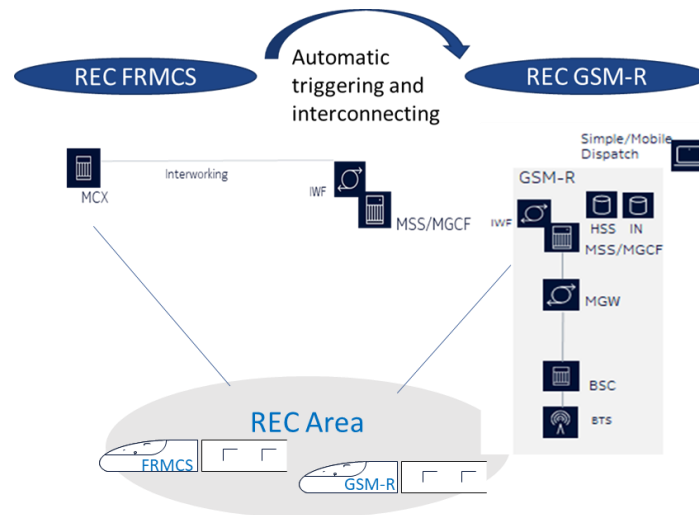 REC FRMCS
Automatic
triggering and
interconnecting
REC GSM-R
Simple/Mobile
Dispatch
MCX
Interworking
IWF
MSS/MGCF
GSM-R
IWF
HSS
IN
MSS/MGCF
MGW
BSC
BTS
REC Area
FRMCS
GSM-R